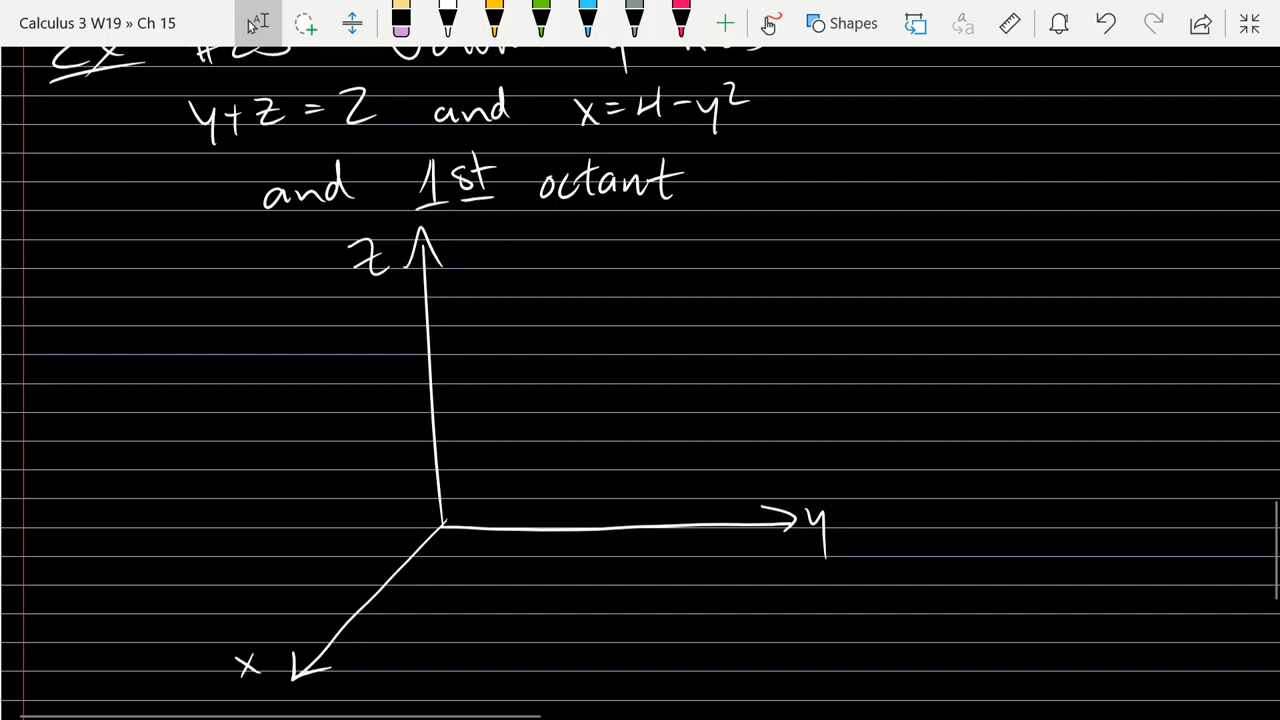 Calculus 3 W19 » Ch 15
Shapes
y+z=2 and x=4-y²
and 1st octant
z
y
x